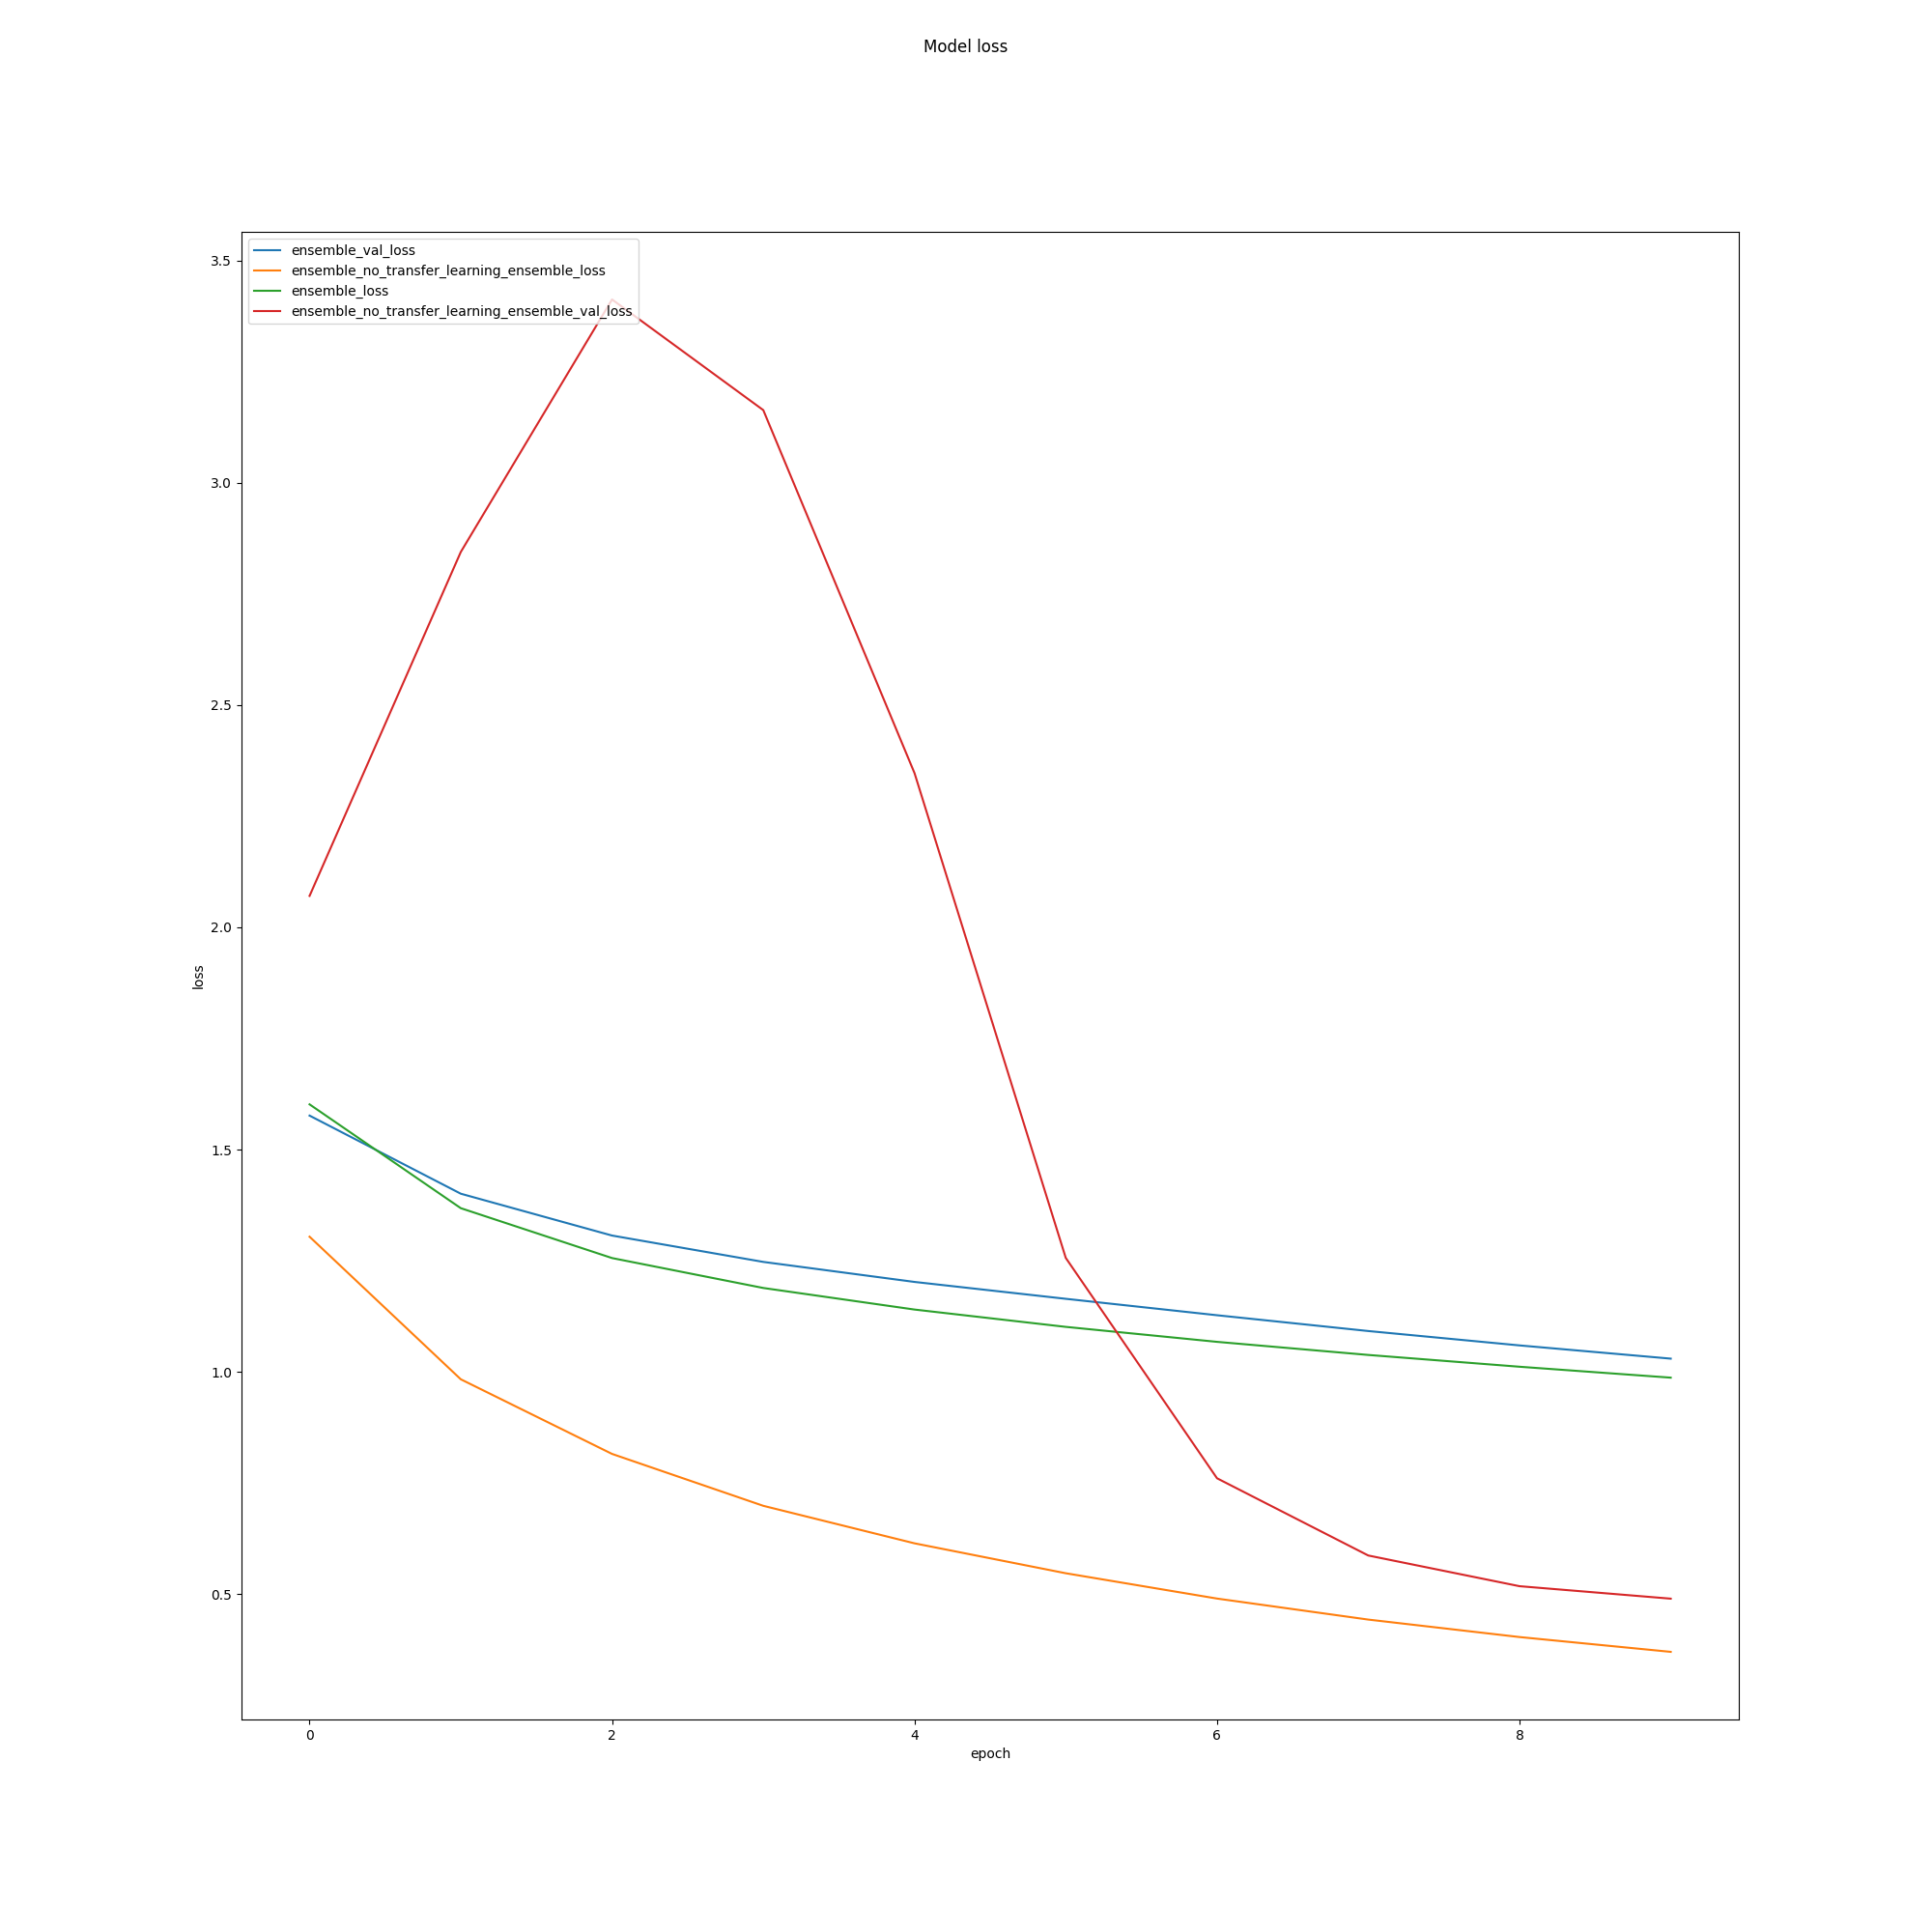 Model loss
ensemble_val_loss
ensemble_no_transfer_learning_ensemble_loss
ensemble_loss
ensemble_no_transfer_learning_ensemble_val_loss
3.5
3.0
2.5
2.0
1.5
1.0
0.5
loss
0 2 4 6 8
epoch